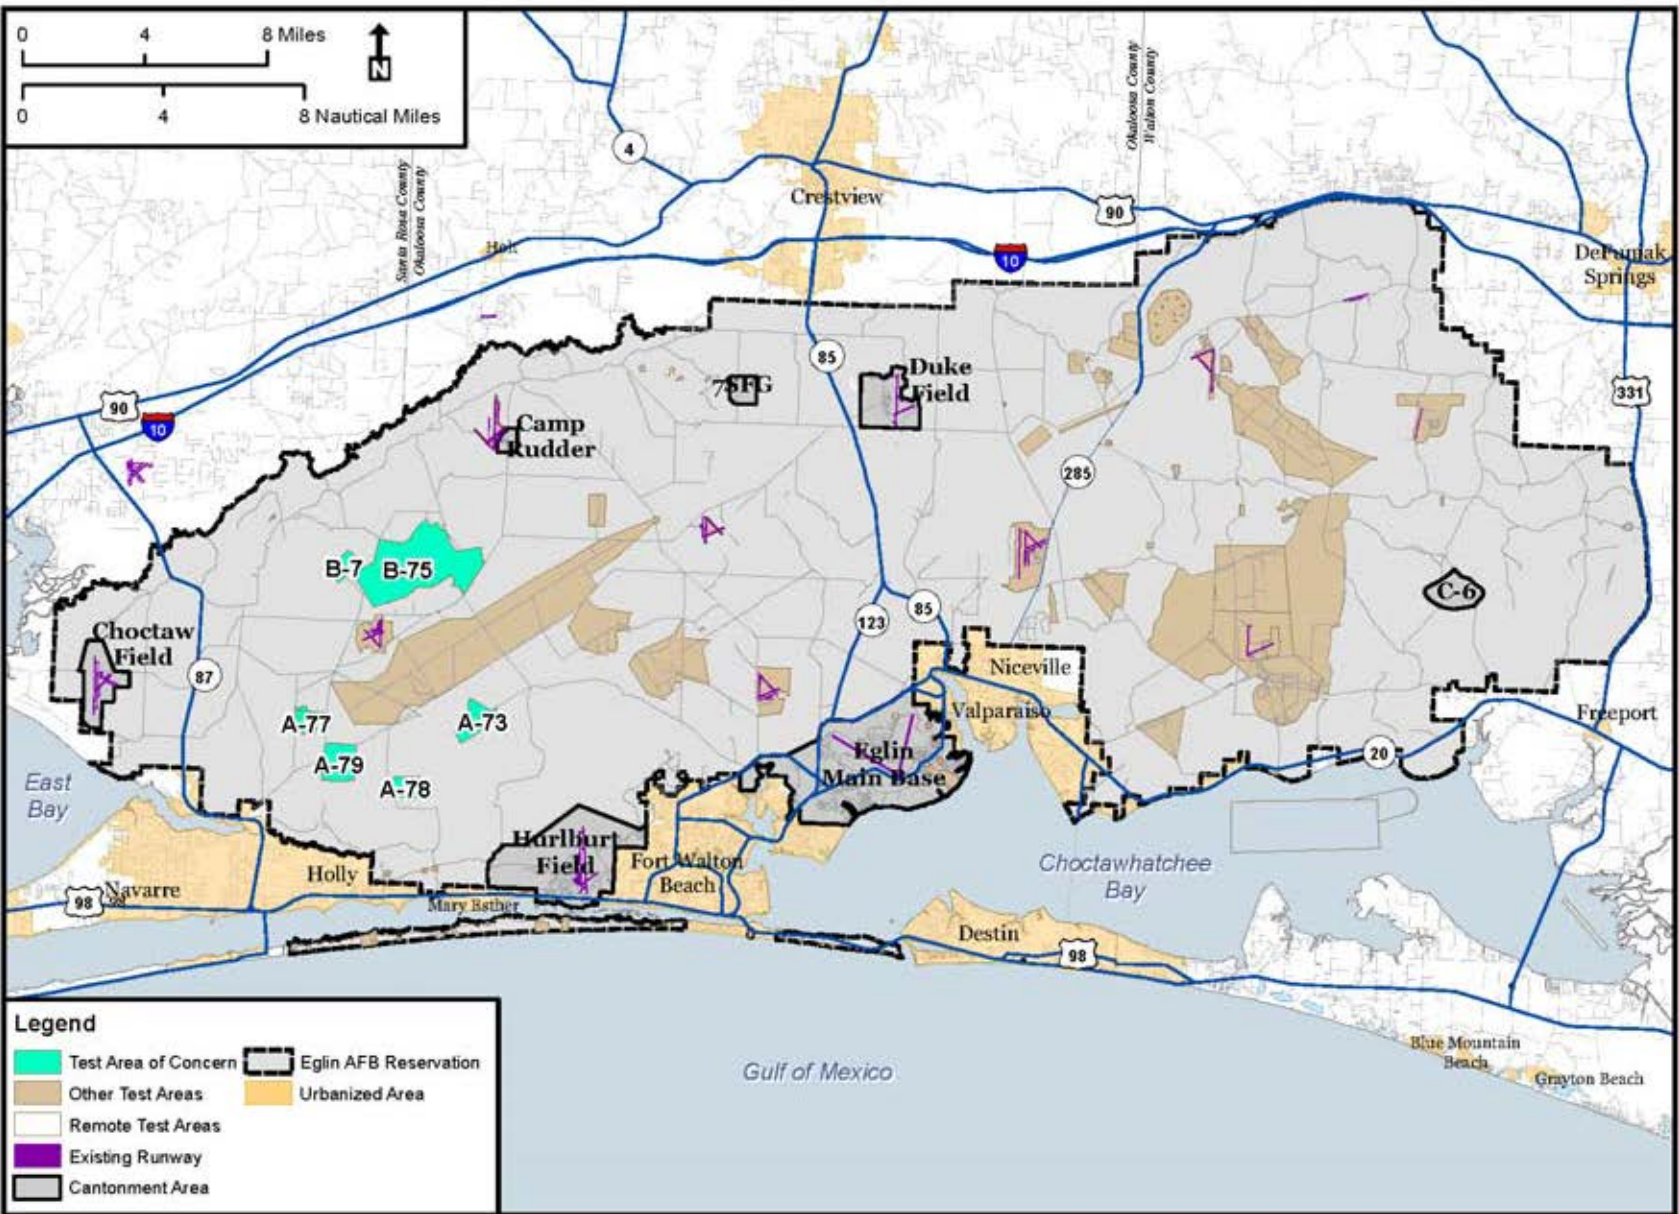 0 4 8 Miles
N
0 4 8 Nautical Miles
Santa Rosa County
Okaloosa County
Okaloosa County
Walton County
4
Crestview
90
Holt
10
DeFuniak
Springs
85
Duke
Field
7SFG
331
90
10
Camp
Rudder
285
B-7
B-75
C-6
85
123
Choctaw
Field
87
Niceville
Valparaiso
A-77
A-73
Freeport
A-79
A-78
Eglin
Main Base
20
East
Bay
Hurlburt
Field
Fort Walton
Beach
Choctawhatchee
Bay
Holly
Navarre
98
98
Mary Esther
Destin
98
Gulf of Mexico
Blue Mountain
Beach
Grayton Beach
Legend
Test Area of Concern
Eglin AFB Reservation
Other Test Areas
Urbanized Area
Remote Test Areas
Existing Runway
Cantonment Area